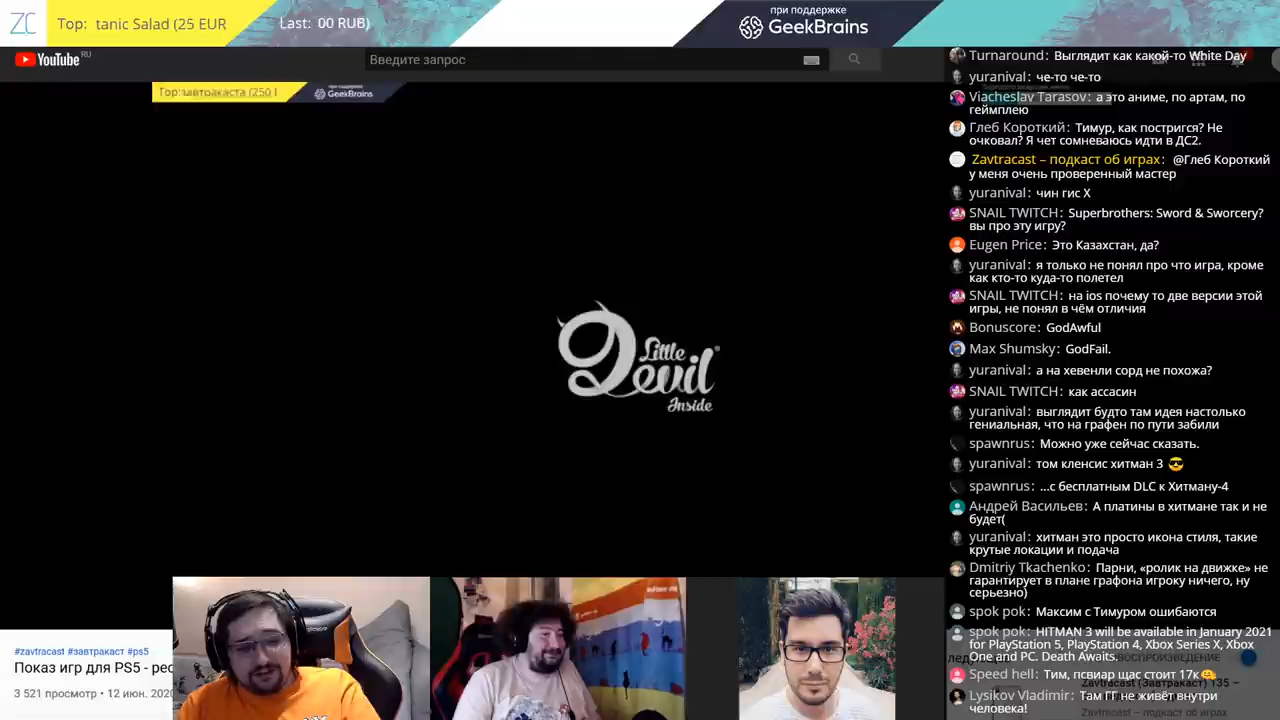 ZC
Top: tanic Salad (25 EUR
Last: 00 RUB)
при поддержке
GeekBrains
YouTube RU
Введите запрос
GeekBrains
Little
Devil
Inside
#zavtracast #завтракаст #ps5
Показ игр для PS5 - рес
3 521 просмотр • 12 июн. 2020
Turnaround: Выглядит как какой-то White Day
yuranival: че-то че-то
Viacheslav Tarasov: а это аниме, по артам, по
геймплею
Глеб Короткий: Тимур, как постригся? Не
очковал? Я чет сомневаюсь идти в ДС2.
Zavtracast – подкаст об играх: @Глеб Короткий
у меня очень проверенный мастер
yuranival: чин гис Х
SNAIL TWITCH: Superbrothers: Sword & Sworcery?
вы про эту игру?
Eugen Price: Это Казахстан, да?
yuranival: я только не понял про что игра, кроме
как кто-то куда-то полетел
SNAIL TWITCH: на ios почему то две версии этой
игры, не понял в чём отличия
Bonuscore: GodAwful
Max Shumsky: GodFail.
yuranival: а на хевенли сорд не похожа?
SNAIL TWITCH: как ассасин
yuranival: выглядит будто там идея настолько
гениальная, что на графен по пути забили
spawnrus: Можно уже сейчас сказать.
yuranival: том кленсис хитман 3 😎
spawnrus: ...с бесплатным DLC к Хитману-4
Андрей Васильев: А платины в хитмане так и не
будет(
yuranival: хитман это просто икона стиля, такие
крутые локации и подача
Dmitriy Tkachenko: Парни, «ролик на движке» не
гарантирует в плане графона игроку ничего, ну
серьезно)
spok pok: Максим с Тимуром ошибаются
spok pok: HITMAN 3 will be available in January 2021
for PlayStation 5, PlayStation 4, Xbox Series X, Xbox
One and PC. Death Awaits.
ВОСПРОИЗВЕДЕНИЕ
Speed hell: Тим, псвиар щас стоит 17к🤗
Zavtracast (Завтракаст) 135 –
Lysikov Vladimir: Там ГГ не живёт внутри
человека!
Zavtracast – подкаст об играх